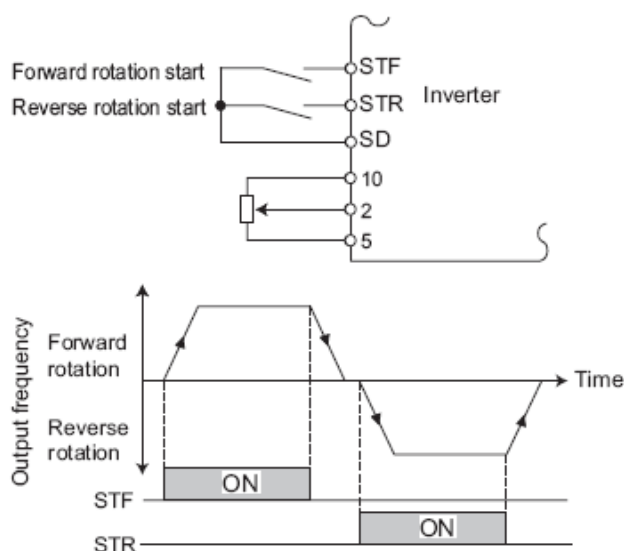 Forward rotation start
STF
Inverter
Reverse rotation start
STR
SD
10
2
5
Output frequency
Forward
rotation
Time
Reverse
rotation
ON
STF
ON
STR